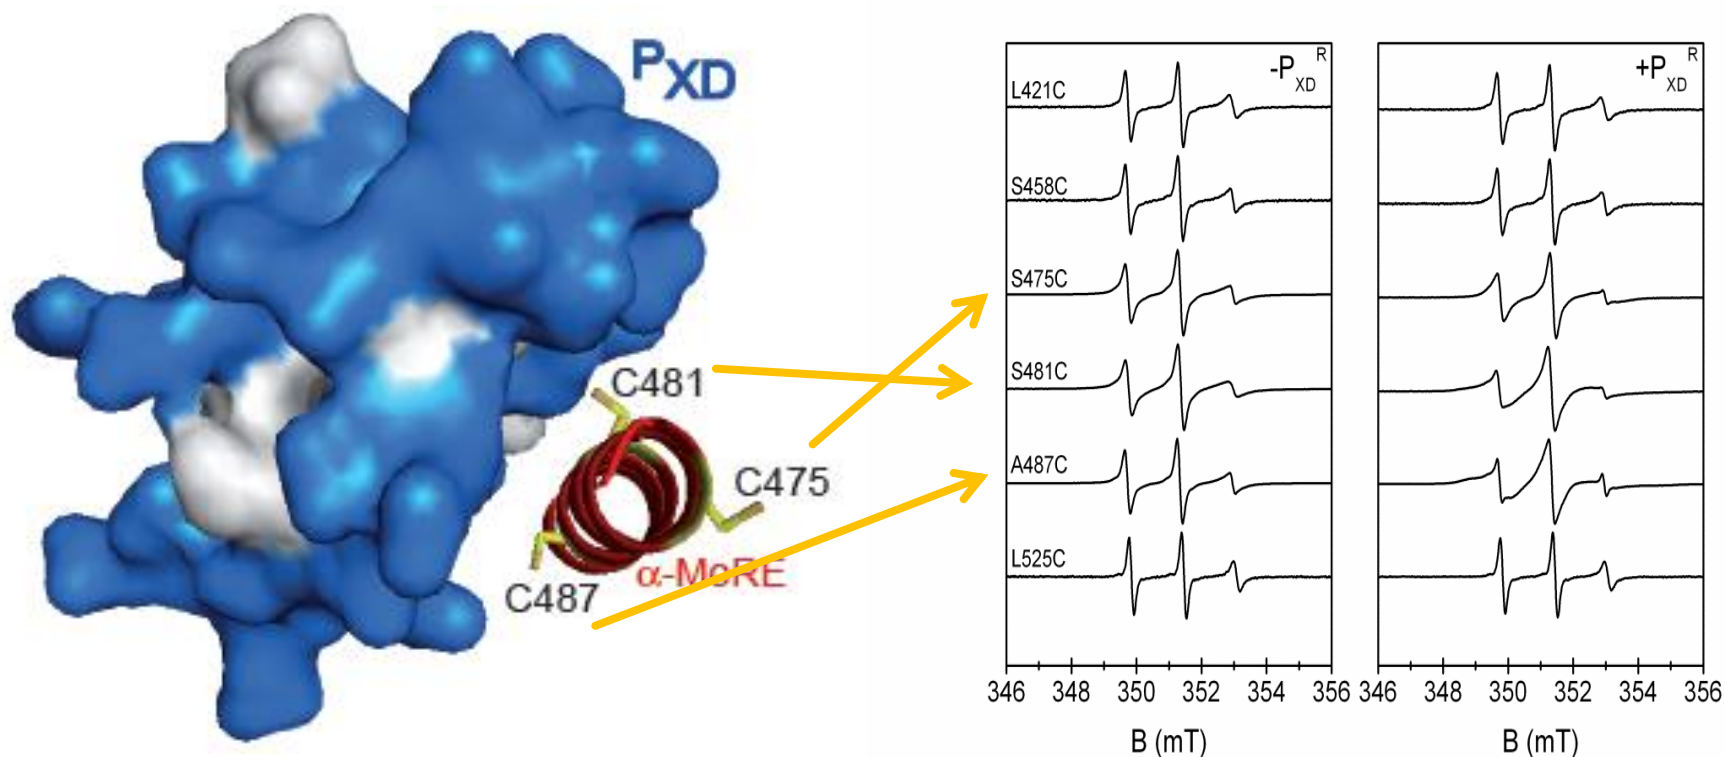 PXD
C481
C475
α-MoRE
C487
-PXD R
L421C
S458C
S475C
S481C
A487C
L525C
346 348 350 352 354 356
B (mT)
+PXD R
346 348 350 352 354 356
B (mT)